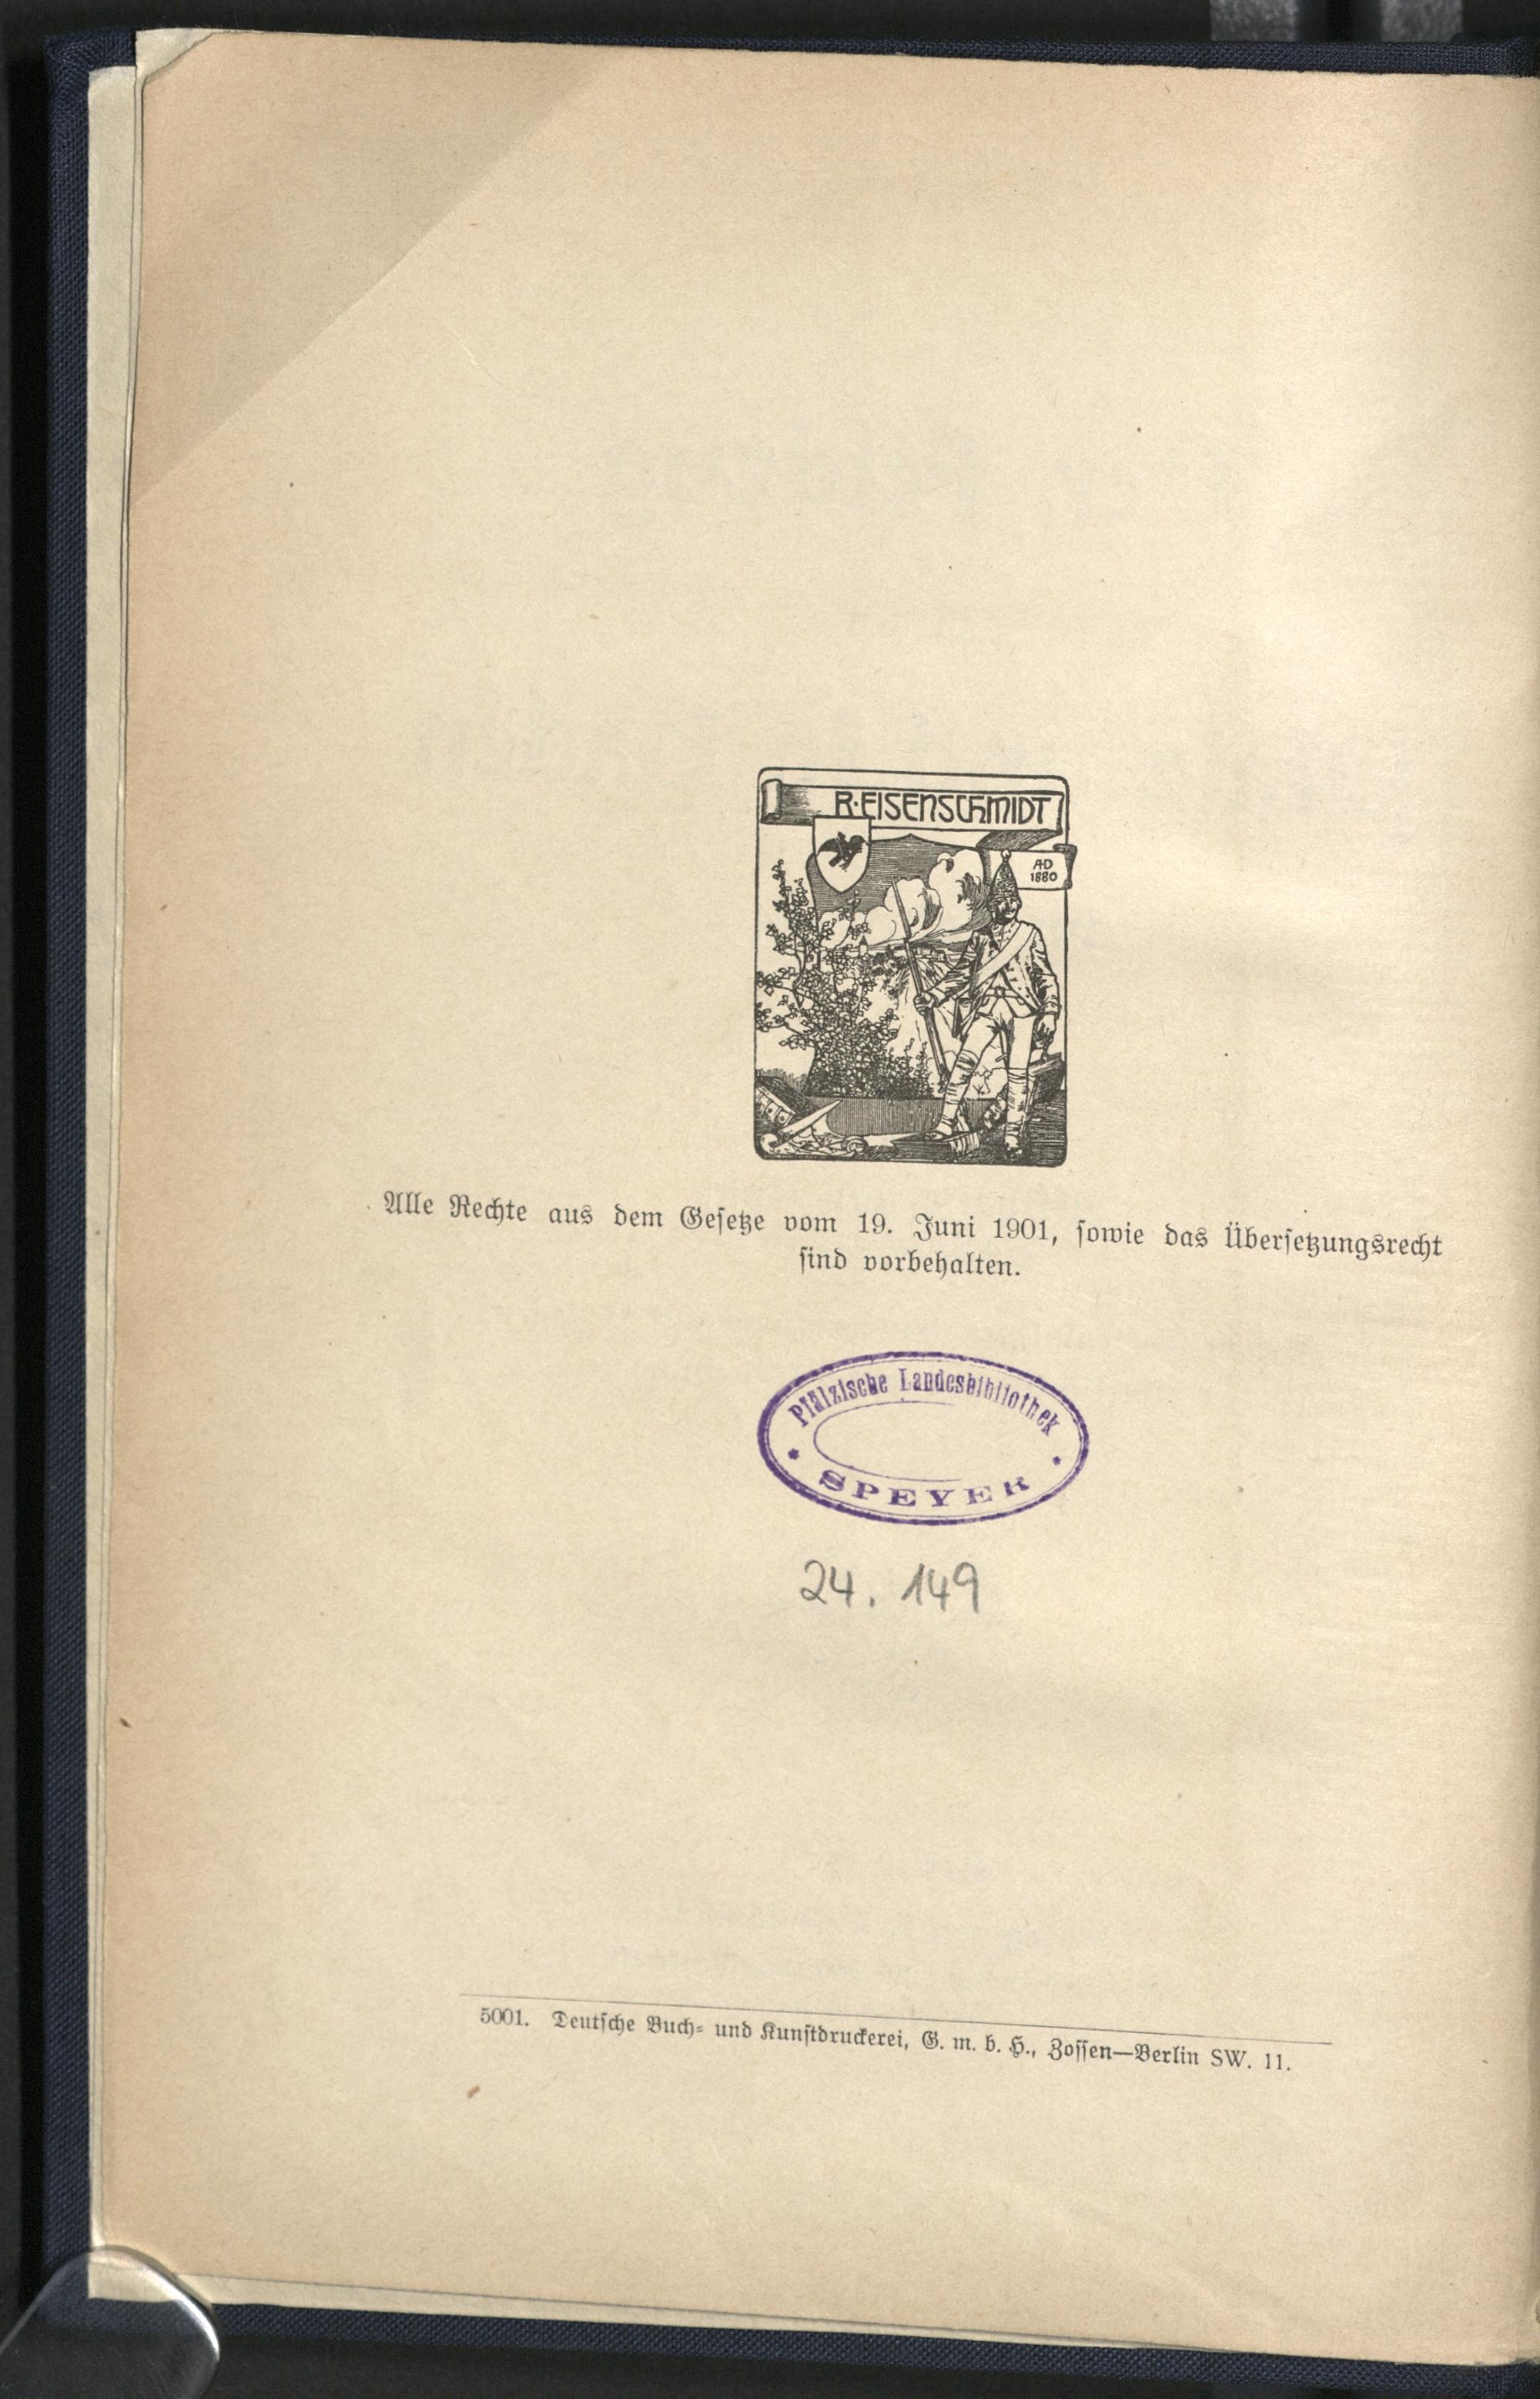 R·EISENSCHMIDT
AD
1880
Alle Rechte aus dem Gesetze vom 19. Juni 1901, sowie das Übersetzungsrecht
sind vorbehalten.
Pfälzische Landesbibliothek
* SPEYER *
24. 149
5001. Deutsche Buch- und Kunstdruckerei, G. m. b. H., Zossen—Berlin SW. 11.